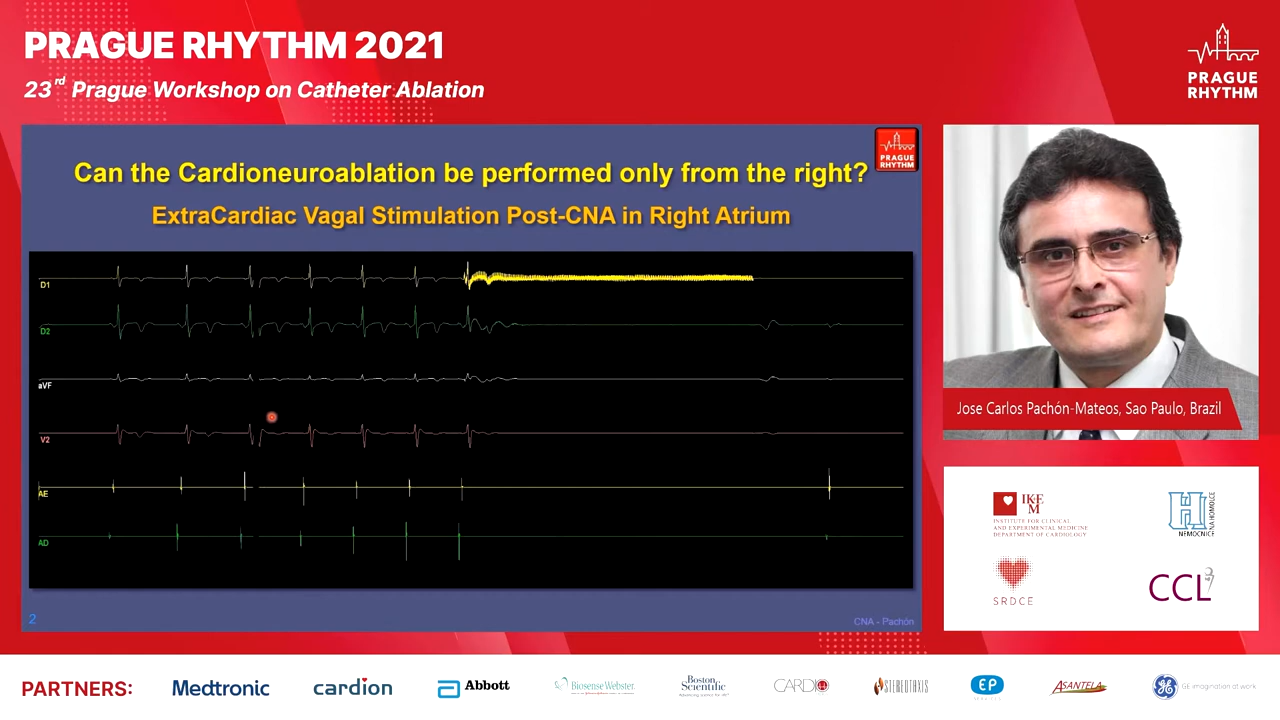 PRAGUE RHYTHM 2021
23rd Prague Workshop on Catheter Ablation
PRAGUE
RHYTHM
Can the Cardioneuroablation be performed only from the right?
PRAGUE
RHYTHM
ExtraCardiac Vagal Stimulation Post-CNA in Right Atrium
D1
D2
aVF
V2
AE
AD
2
CNA - Pachón
Jose Carlos Pachón-Mateos, Sao Paulo, Brazil
IKEM
INSTITUTE FOR CLINICAL
AND EXPERIMENTAL MEDICINE
DEPARTMENT OF CARDIOLOGY
NEMOCNICE
NA HOMOLCE
SRDCE
CCL
PARTNERS:
Medtronic
cardion
Abbott
Biosense Webster
Boston
Scientific
CARDIO
STEREOTAXIS
EP
ASANTELA
GE imagination at work